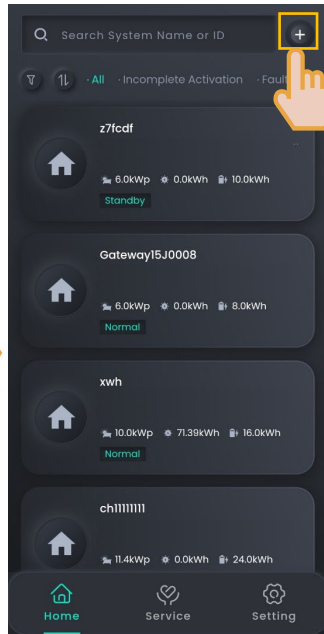 Search System Name or ID
+
·All ·Incomplete Activation ·Fault
z7fcdf
6.0kWp 0.0kWh 10.0kWh
Standby
Gateway15J0008
6.0kWp 0.0kWh 8.0kWh
Normal
xwh
10.0kWp 71.39kWh 16.0kWh
Normal
ch11111111
11.4kWp 0.0kWh 24.0kWh
Home Service Setting